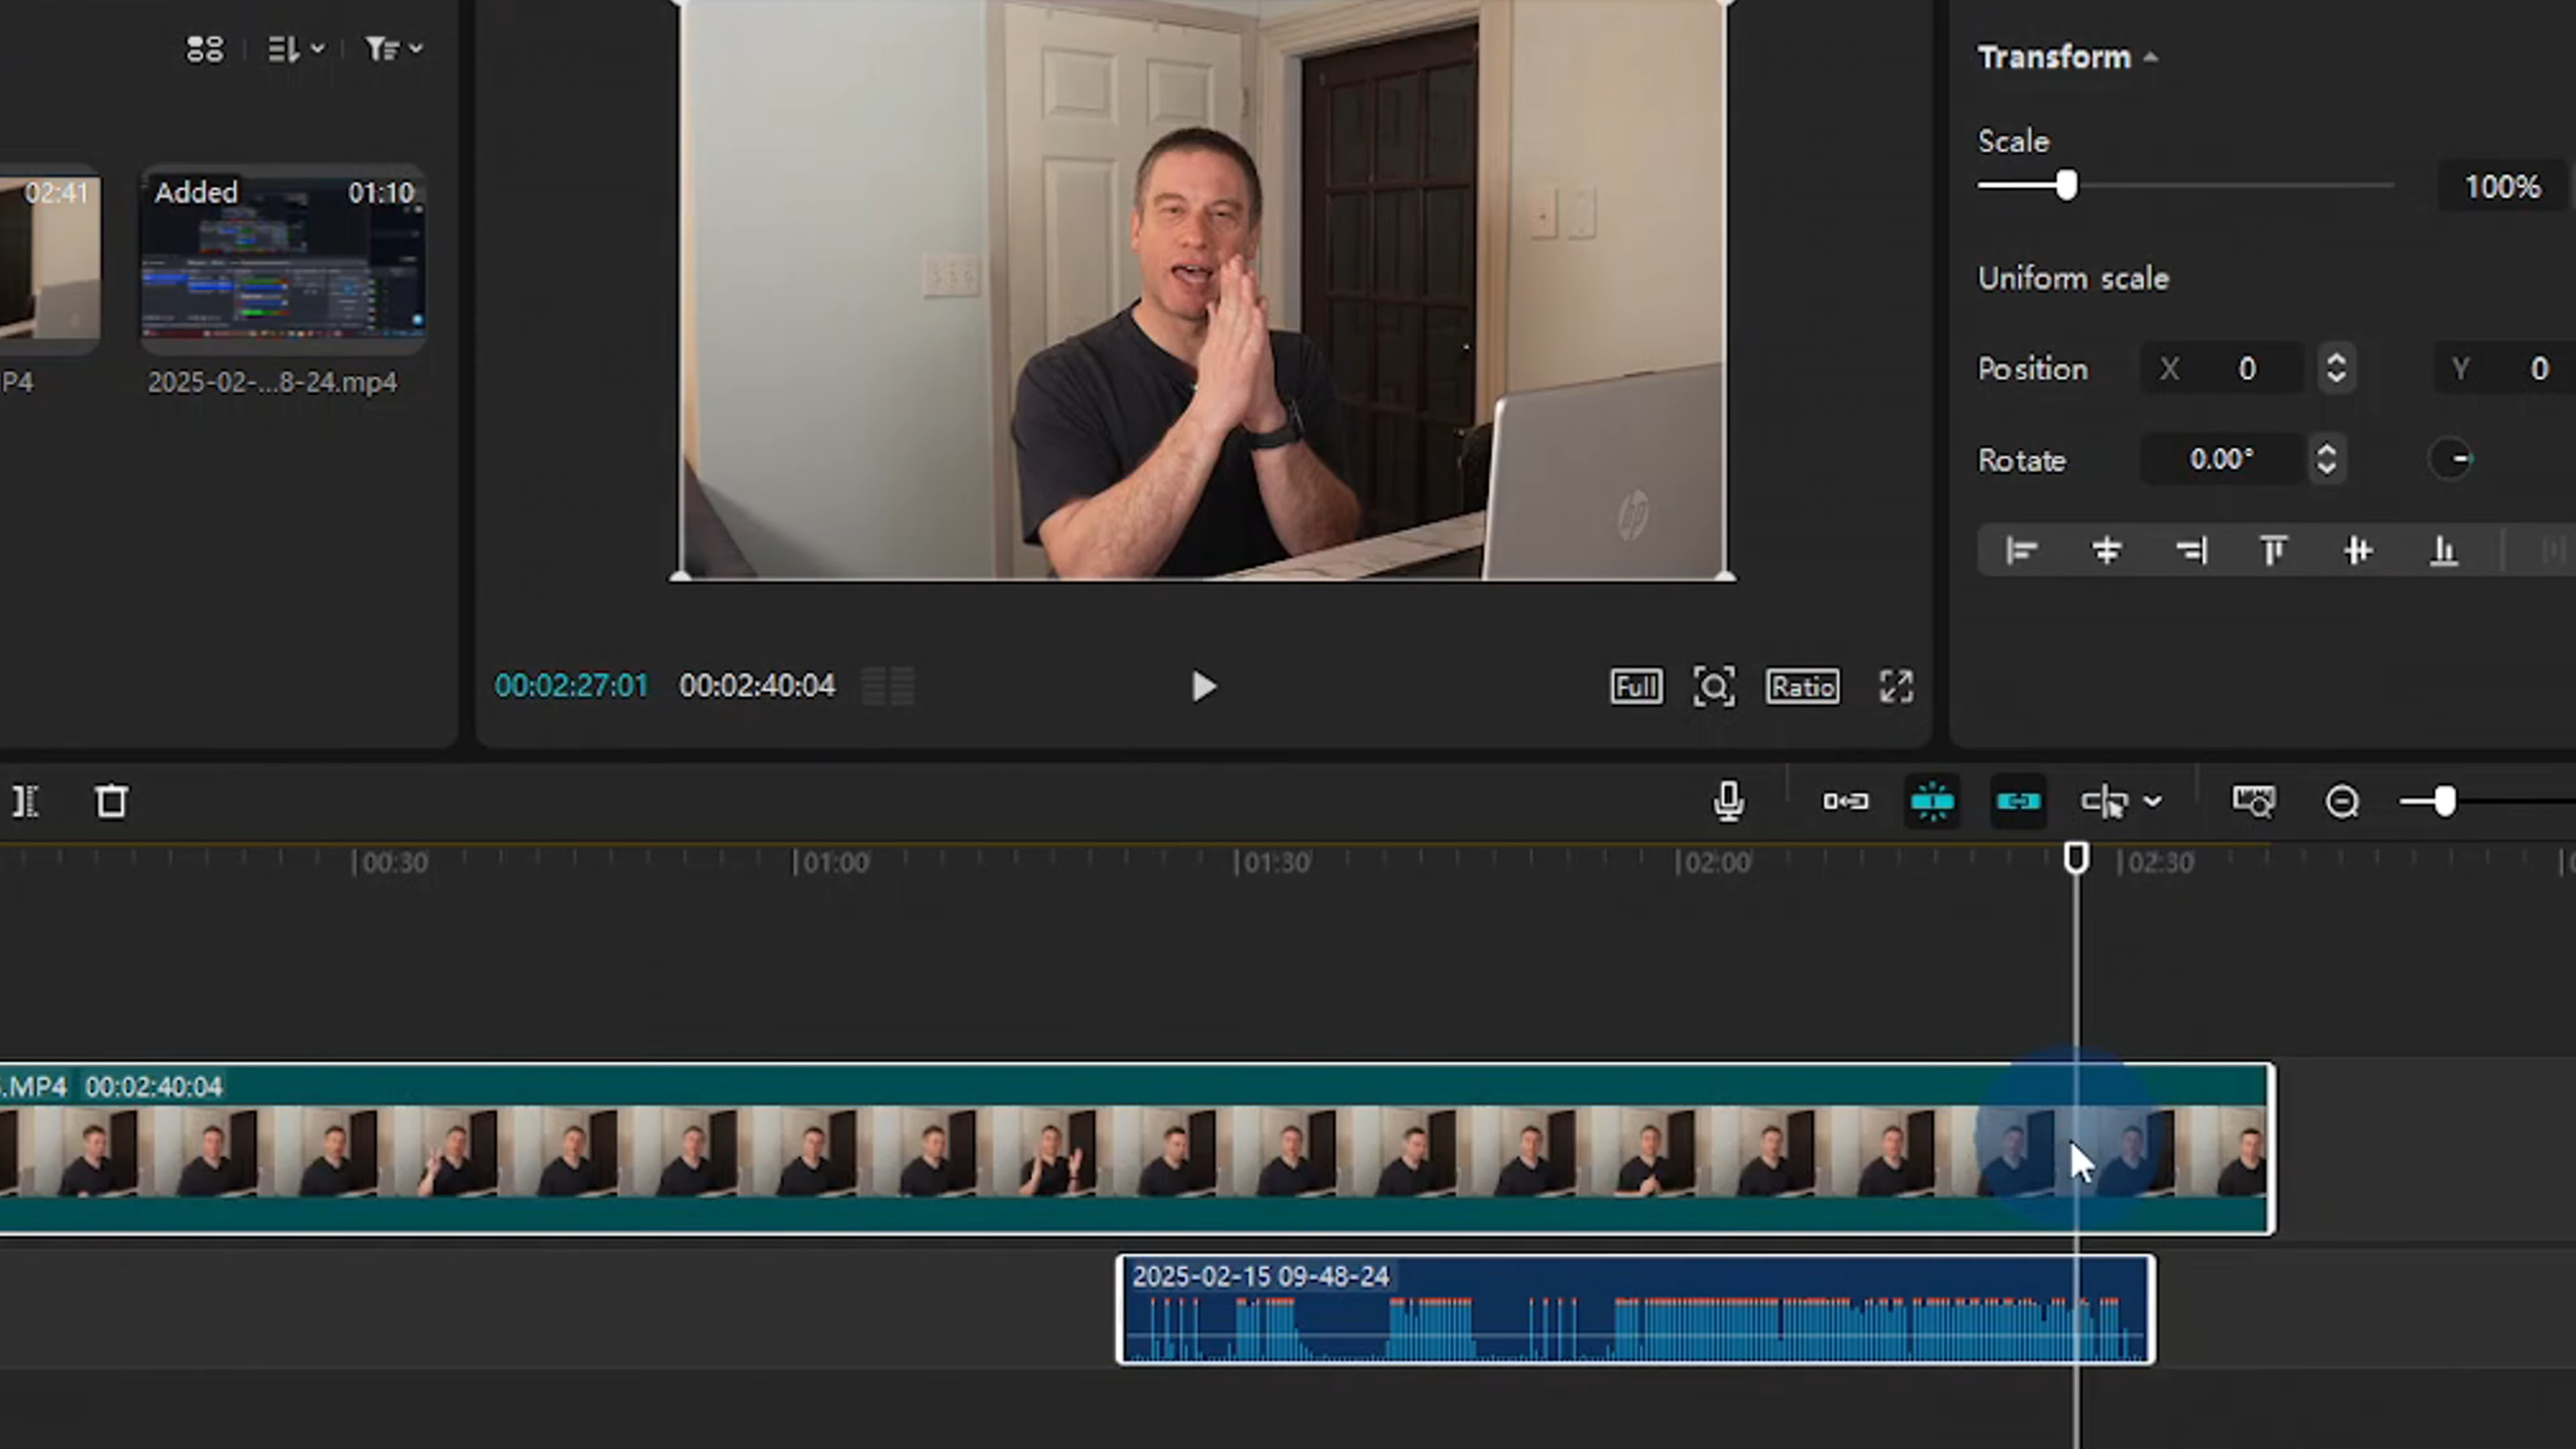 Transform
Scale
100%
Uniform scale
Position X 0 Y 0
Rotate 0.00°
02:41
Added 01:10
P4
2025-02-...8-24.mp4
hp
00:02:27:01 00:02:40:04
Full
Ratio
00:30 01:00 01:30 02:00 02:30
.MP4 00:02:40:04
2025-02-15 09-48-24